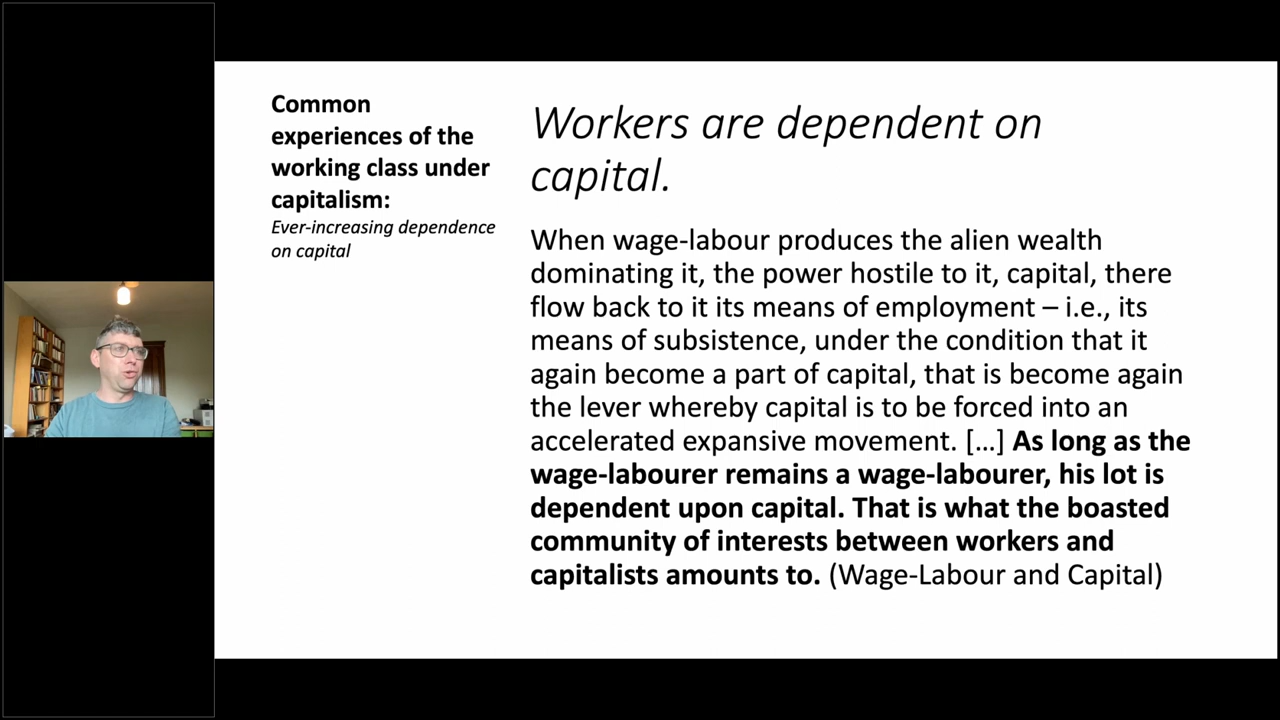 Common
experiences of the
working class under
capitalism:
Ever-increasing dependence
on capital
Workers are dependent on
capital.
When wage-labour produces the alien wealth
dominating it, the power hostile to it, capital, there
flow back to it its means of employment – i.e., its
means of subsistence, under the condition that it
again become a part of capital, that is become again
the lever whereby capital is to be forced into an
accelerated expansive movement. […] As long as the
wage-labourer remains a wage-labourer, his lot is
dependent upon capital. That is what the boasted
community of interests between workers and
capitalists amounts to. (Wage-Labour and Capital)